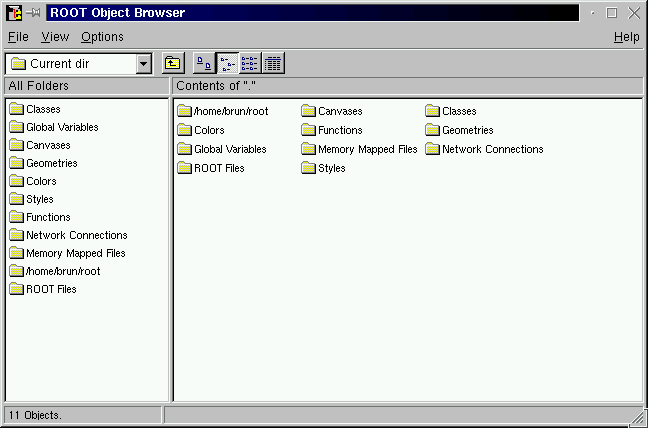 ROOT Object Browser
File View Options Help
Current dir
All Folders Contents of "."
Classes
Global Variables
Canvases
Geometries
Colors
Styles
Functions
Network Connections
Memory Mapped Files
/home/brun/root
ROOT Files
/home/brun/root Canvases Classes
Colors Functions Geometries
Global Variables Memory Mapped Files Network Connections
ROOT Files Styles
11 Objects.